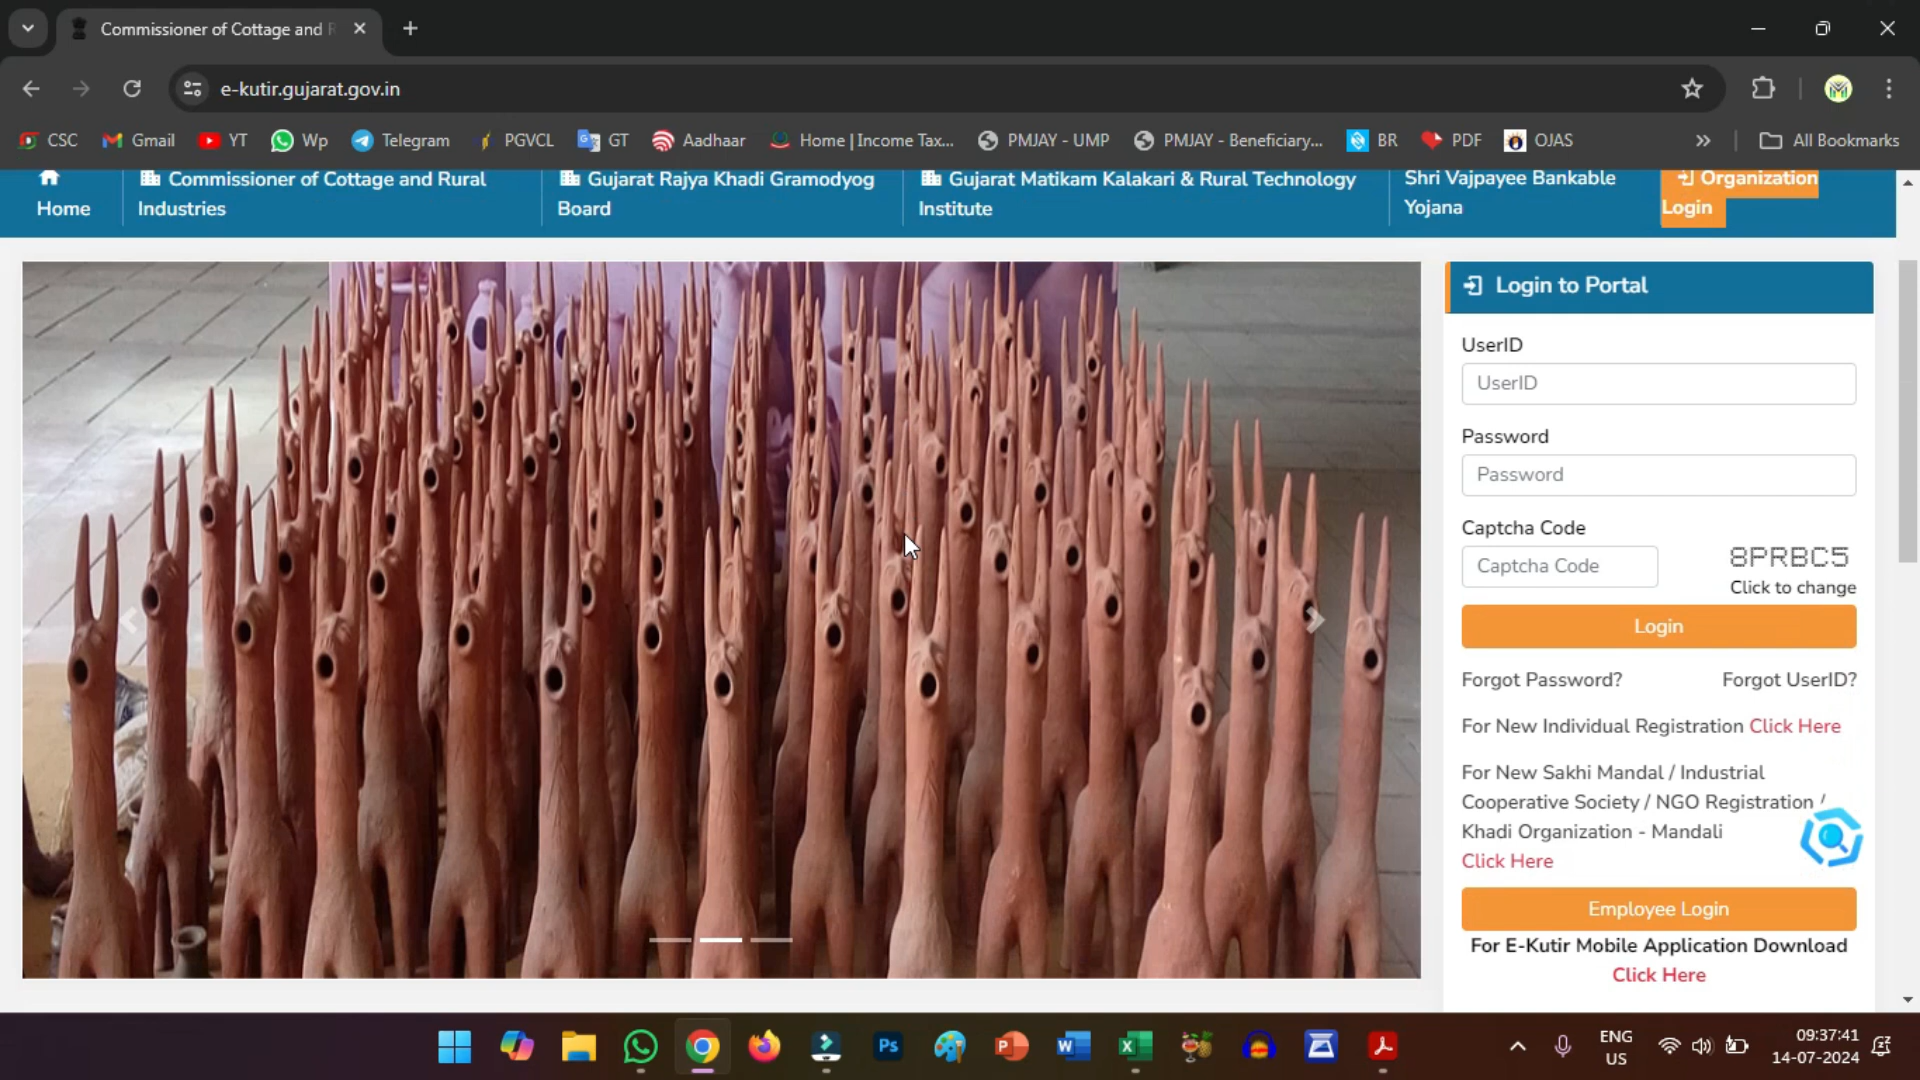 Commissioner of Cottage and R
e-kutir.gujarat.gov.in
CSC Gmail YT Wp Telegram PGVCL GT Aadhaar Home | Income Tax... PMJAY - UMP PMJAY - Beneficiary... BR PDF OJAS All Bookmarks
Home
Commissioner of Cottage and Rural
Industries
Gujarat Rajya Khadi Gramodyog
Board
Gujarat Matikam Kalakari & Rural Technology
Institute
Shri Vajpayee Bankable
Yojana
Organization
Login
Login to Portal
UserID
UserID
Password
Password
Captcha Code
Captcha Code
8PRBC5
Click to change
Login
Forgot Password? Forgot UserID?
For New Individual Registration Click Here
For New Sakhi Mandal / Industrial
Cooperative Society / NGO Registration /
Khadi Organization - Mandali
Click Here
Employee Login
For E-Kutir Mobile Application Download
Click Here
ENG
US
09:37:41
14-07-2024